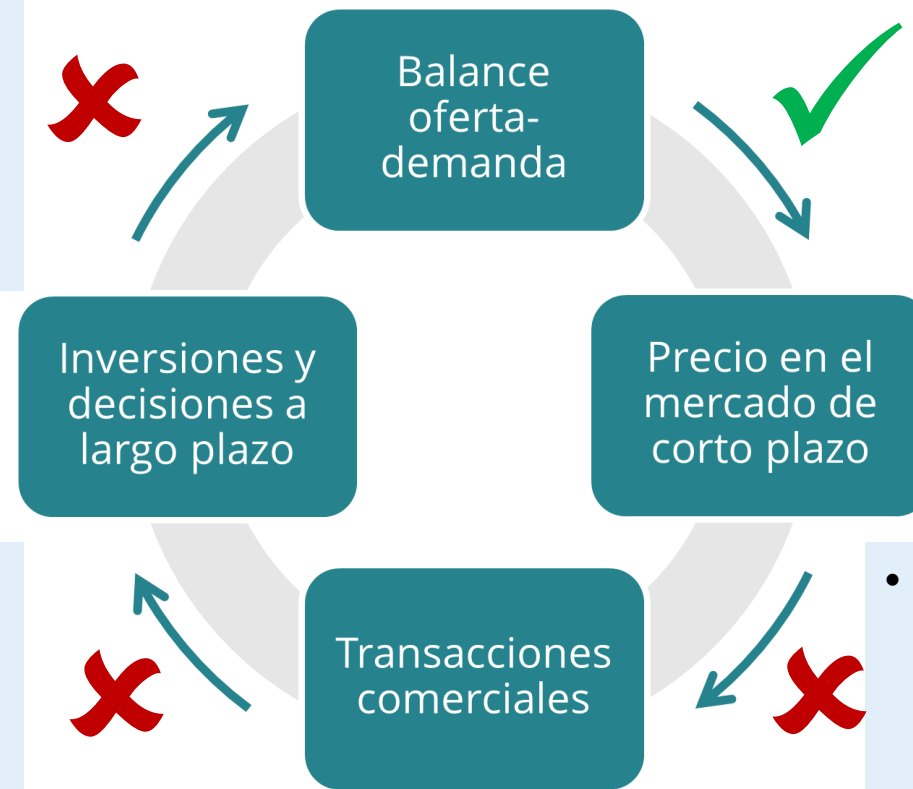 Balance
oferta-
demanda
Inversiones y
decisiones a
largo plazo
Precio en el
mercado de
corto plazo
Transacciones
comerciales
•